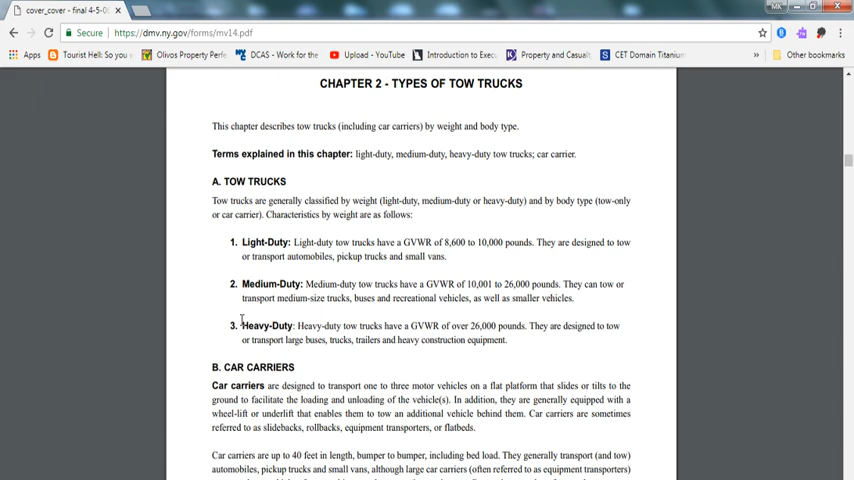 cover_cover - final 4-5-0
MK
Secure
https://dmv.ny.gov/forms/mv14.pdf
Apps
Tourist Hell: So you
Olivos Property Perfe
DCAS - Work for the
Upload - YouTube
Introduction to Exec
Property and Casualt
CET Domain Titanium
»
Other bookmarks
CHAPTER 2 - TYPES OF TOW TRUCKS
This chapter describes tow trucks (including car carriers) by weight and body type.
Terms explained in this chapter: light-duty, medium-duty, heavy-duty tow trucks; car carrier.
A. TOW TRUCKS
Tow trucks are generally classified by weight (light-duty, medium-duty or heavy-duty) and by body type (tow-only
or car carrier). Characteristics by weight are as follows:
1. Light-Duty: Light-duty tow trucks have a GVWR of 8,600 to 10,000 pounds. They are designed to tow
or transport automobiles, pickup trucks and small vans.
2. Medium-Duty: Medium-duty tow trucks have a GVWR of 10,001 to 26,000 pounds. They can tow or
transport medium-size trucks, buses and recreational vehicles, as well as smaller vehicles.
3. Heavy-Duty: Heavy-duty tow trucks have a GVWR of over 26,000 pounds. They are designed to tow
or transport large buses, trucks, trailers and heavy construction equipment.
B. CAR CARRIERS
Car carriers are designed to transport one to three motor vehicles on a flat platform that slides or tilts to the
ground to facilitate the loading and unloading of the vehicle(s). In addition, they are generally equipped with a
wheel-lift or underlift that enables them to tow an additional vehicle behind them. Car carriers are sometimes
referred to as slidebacks, rollbacks, equipment transporters, or flatbeds.
Car carriers are up to 40 feet in length, bumper to bumper, including bed load. They generally transport (and tow)
automobiles, pickup trucks and small vans, although large car carriers (often referred to as equipment transporters)